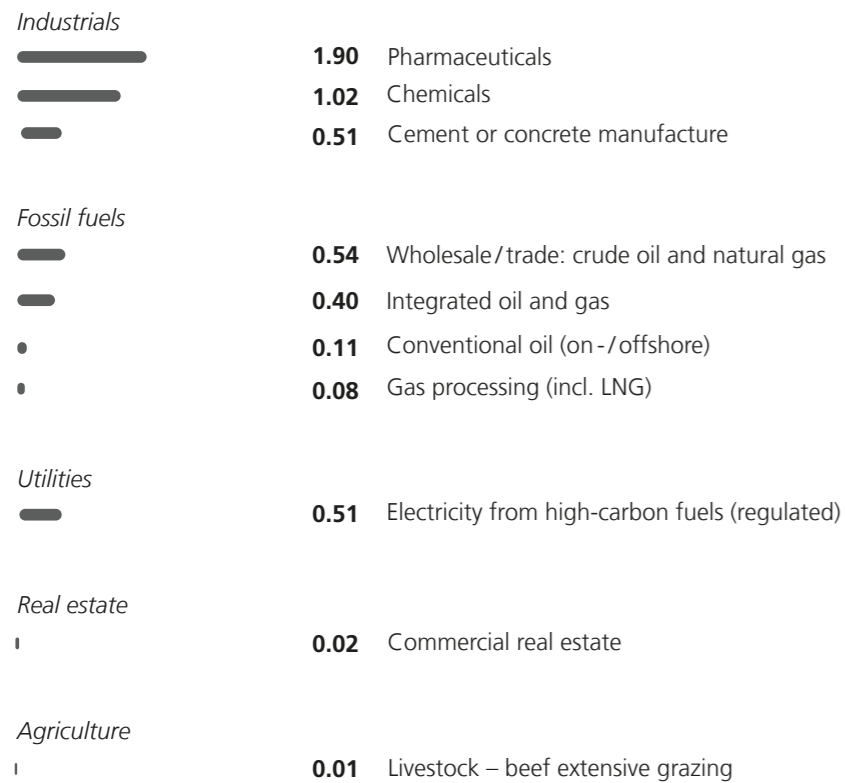 Industrials
1.90 Pharmaceuticals
1.02 Chemicals
0.51 Cement or concrete manufacture
Fossil fuels
0.54 Wholesale/trade: crude oil and natural gas
0.40 Integrated oil and gas
0.11 Conventional oil (on-/offshore)
0.08 Gas processing (incl. LNG)
Utilities
0.51 Electricity from high-carbon fuels (regulated)
Real estate
0.02 Commercial real estate
Agriculture
0.01 Livestock – beef extensive grazing